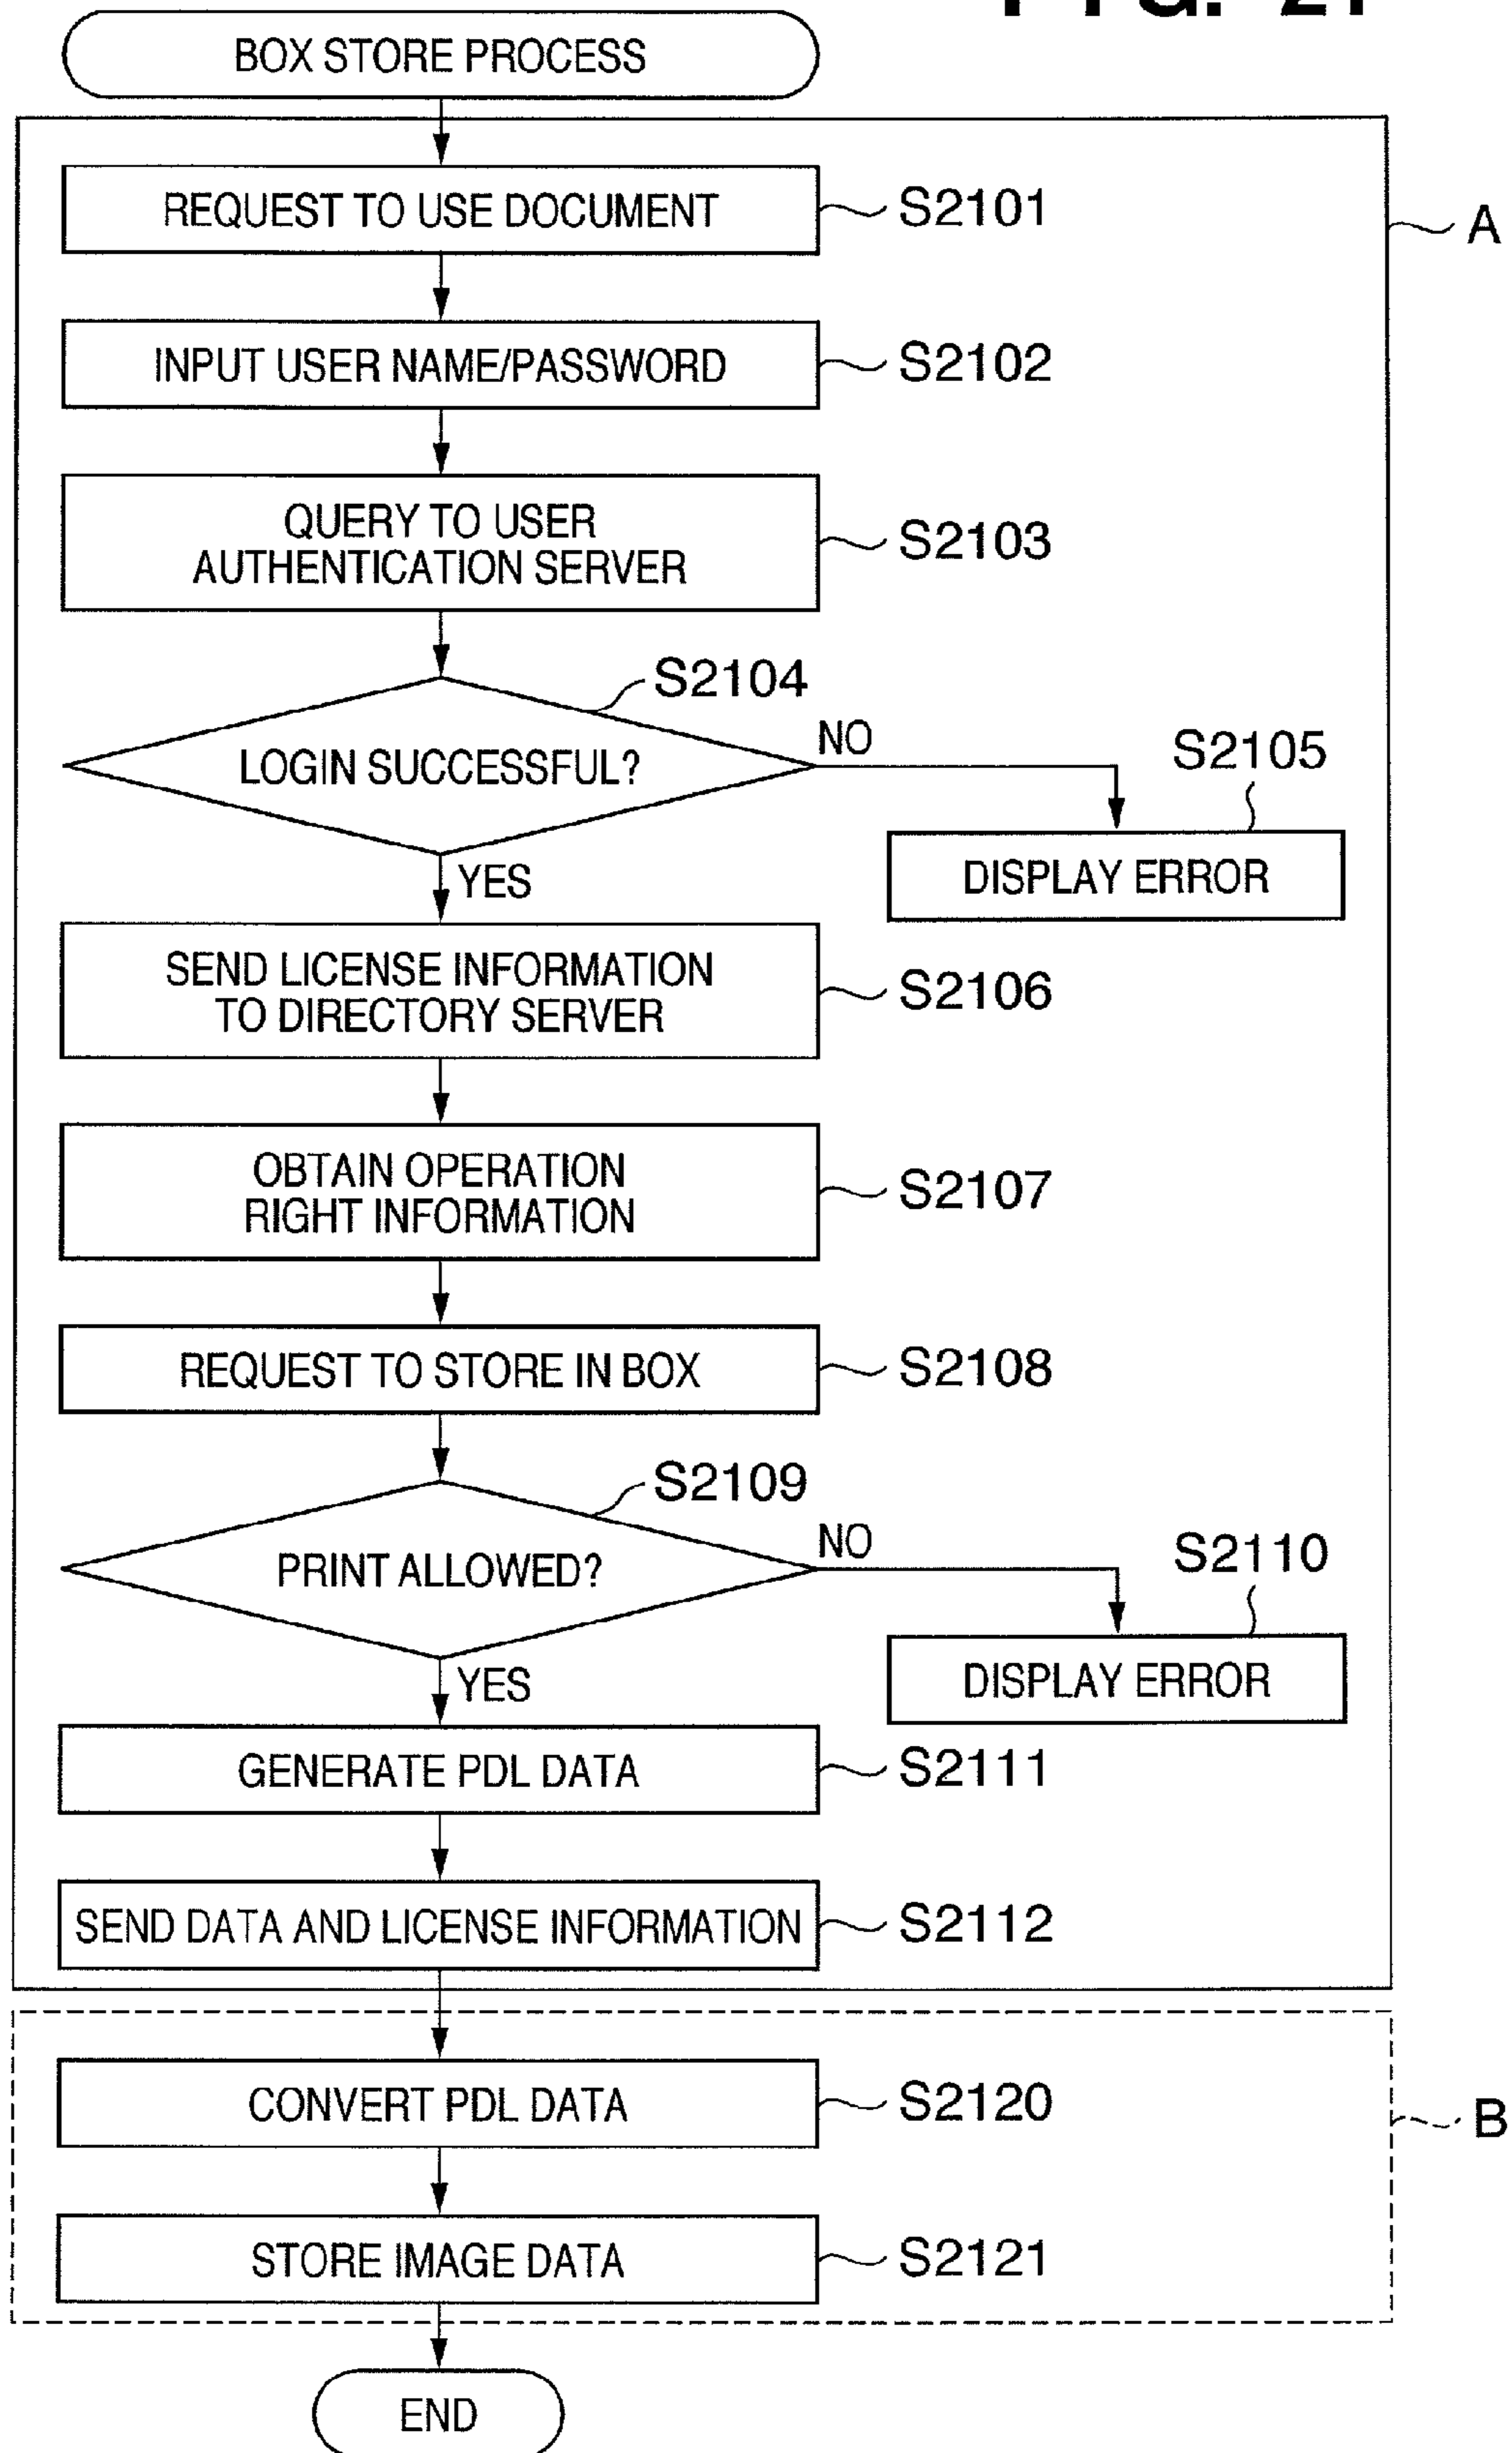 FIG. 21
BOX STORE PROCESS
A
REQUEST TO USE DOCUMENT
S2101
INPUT USER NAME/PASSWORD
S2102
QUERY TO USER
AUTHENTICATION SERVER
S2103
S2104
LOGIN SUCCESSFUL?
NO
S2105
DISPLAY ERROR
YES
SEND LICENSE INFORMATION
TO DIRECTORY SERVER
S2106
OBTAIN OPERATION
RIGHT INFORMATION
S2107
REQUEST TO STORE IN BOX
S2108
S2109
PRINT ALLOWED?
NO
S2110
DISPLAY ERROR
YES
GENERATE PDL DATA
S2111
SEND DATA AND LICENSE INFORMATION
S2112
CONVERT PDL DATA
S2120
B
STORE IMAGE DATA
S2121
END